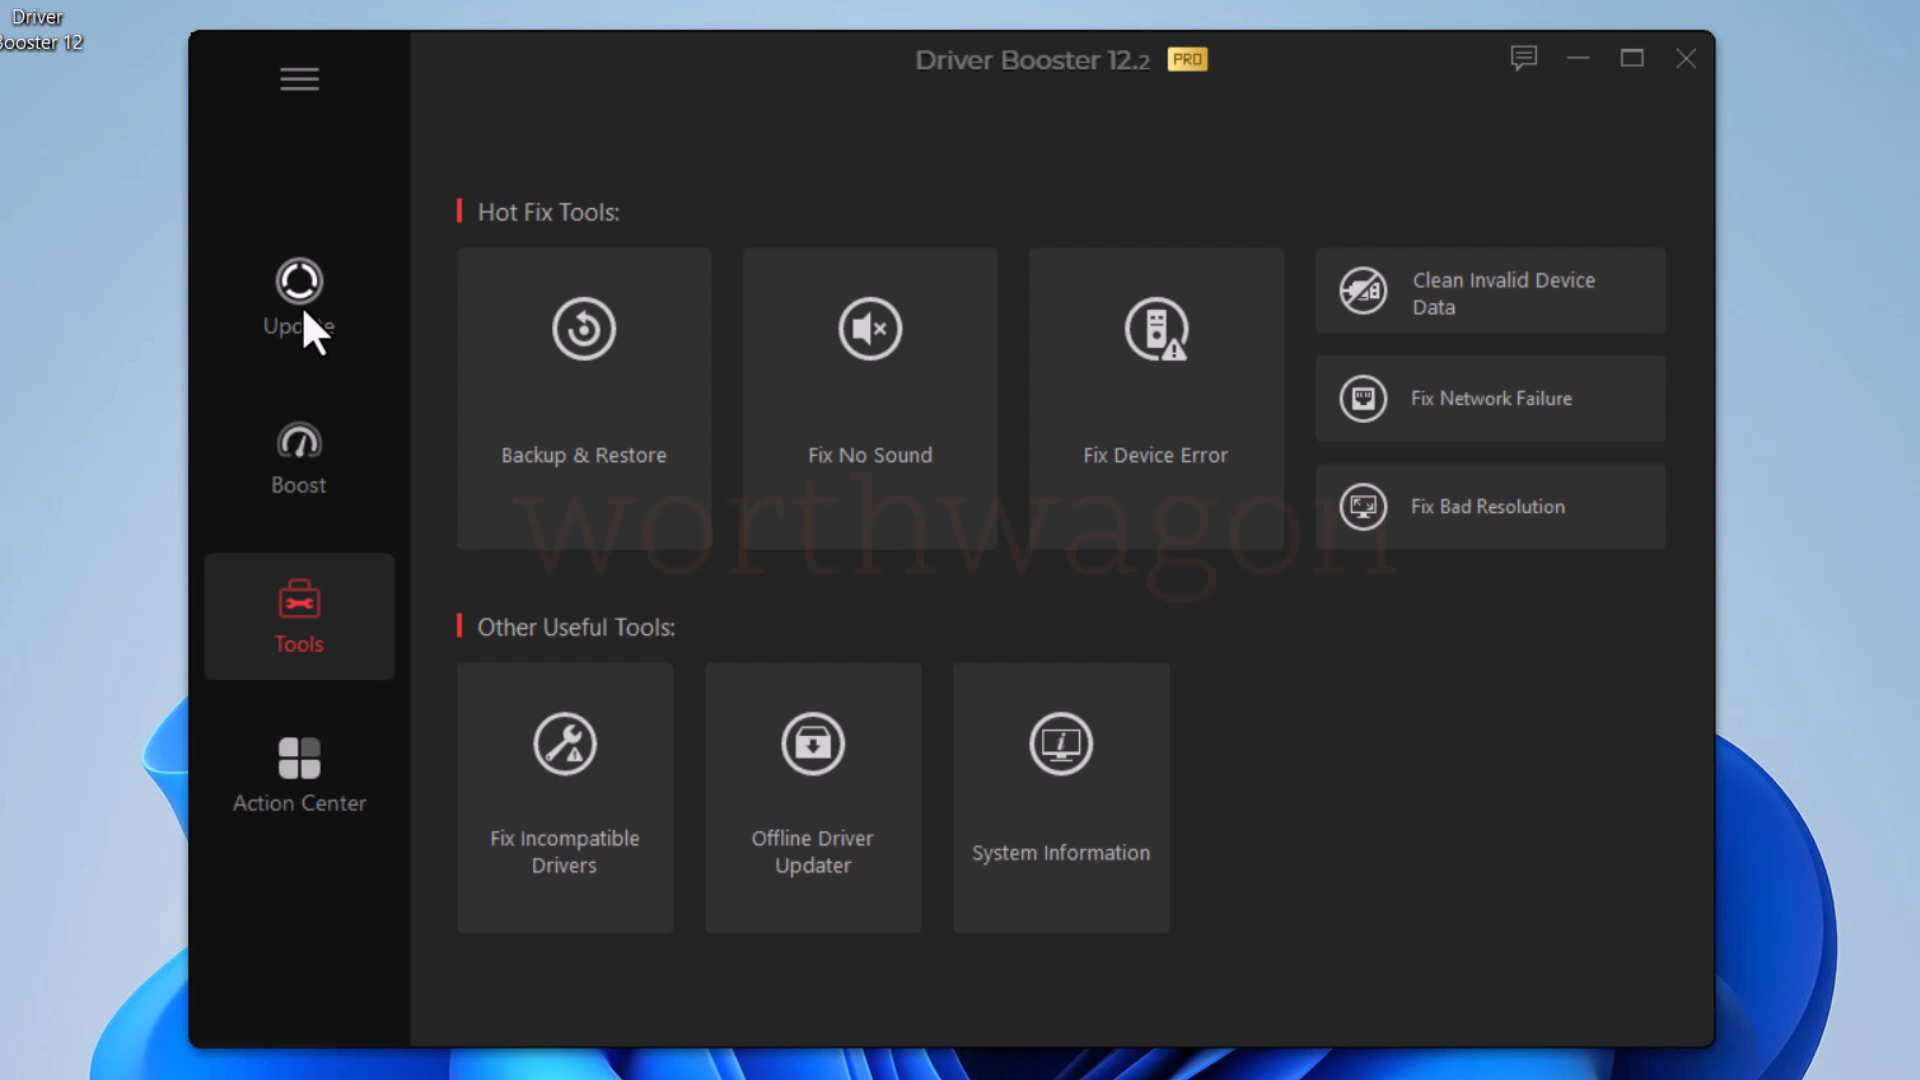 Driver
Booster 12
Driver Booster 12.2 PRO
Hot Fix Tools:
Backup & Restore
Fix No Sound
Fix Device Error
Clean Invalid Device
Data
Fix Network Failure
Fix Bad Resolution
Update
Boost
Tools
Action Center
worthwagon
Other Useful Tools:
Fix Incompatible
Drivers
Offline Driver
Updater
System Information